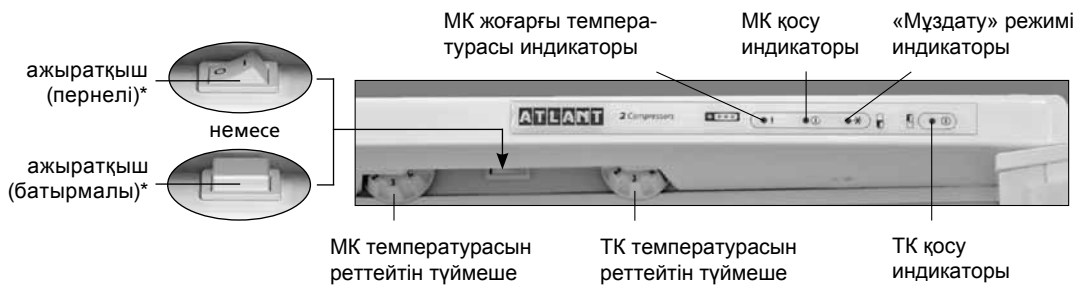 МК жоғарғы темпера-
турасы индикаторы
МК қосу
индикаторы
«Мұздату» режимі
индикаторы
ажыратқыш
(пернелі)*
немесе
ажыратқыш
(батырмалы)*
ATLANT 2 Compressors
МК температурасын
реттейтін түймеше
ТК температурасын
реттейтін түймеше
ТК қосу
индикаторы